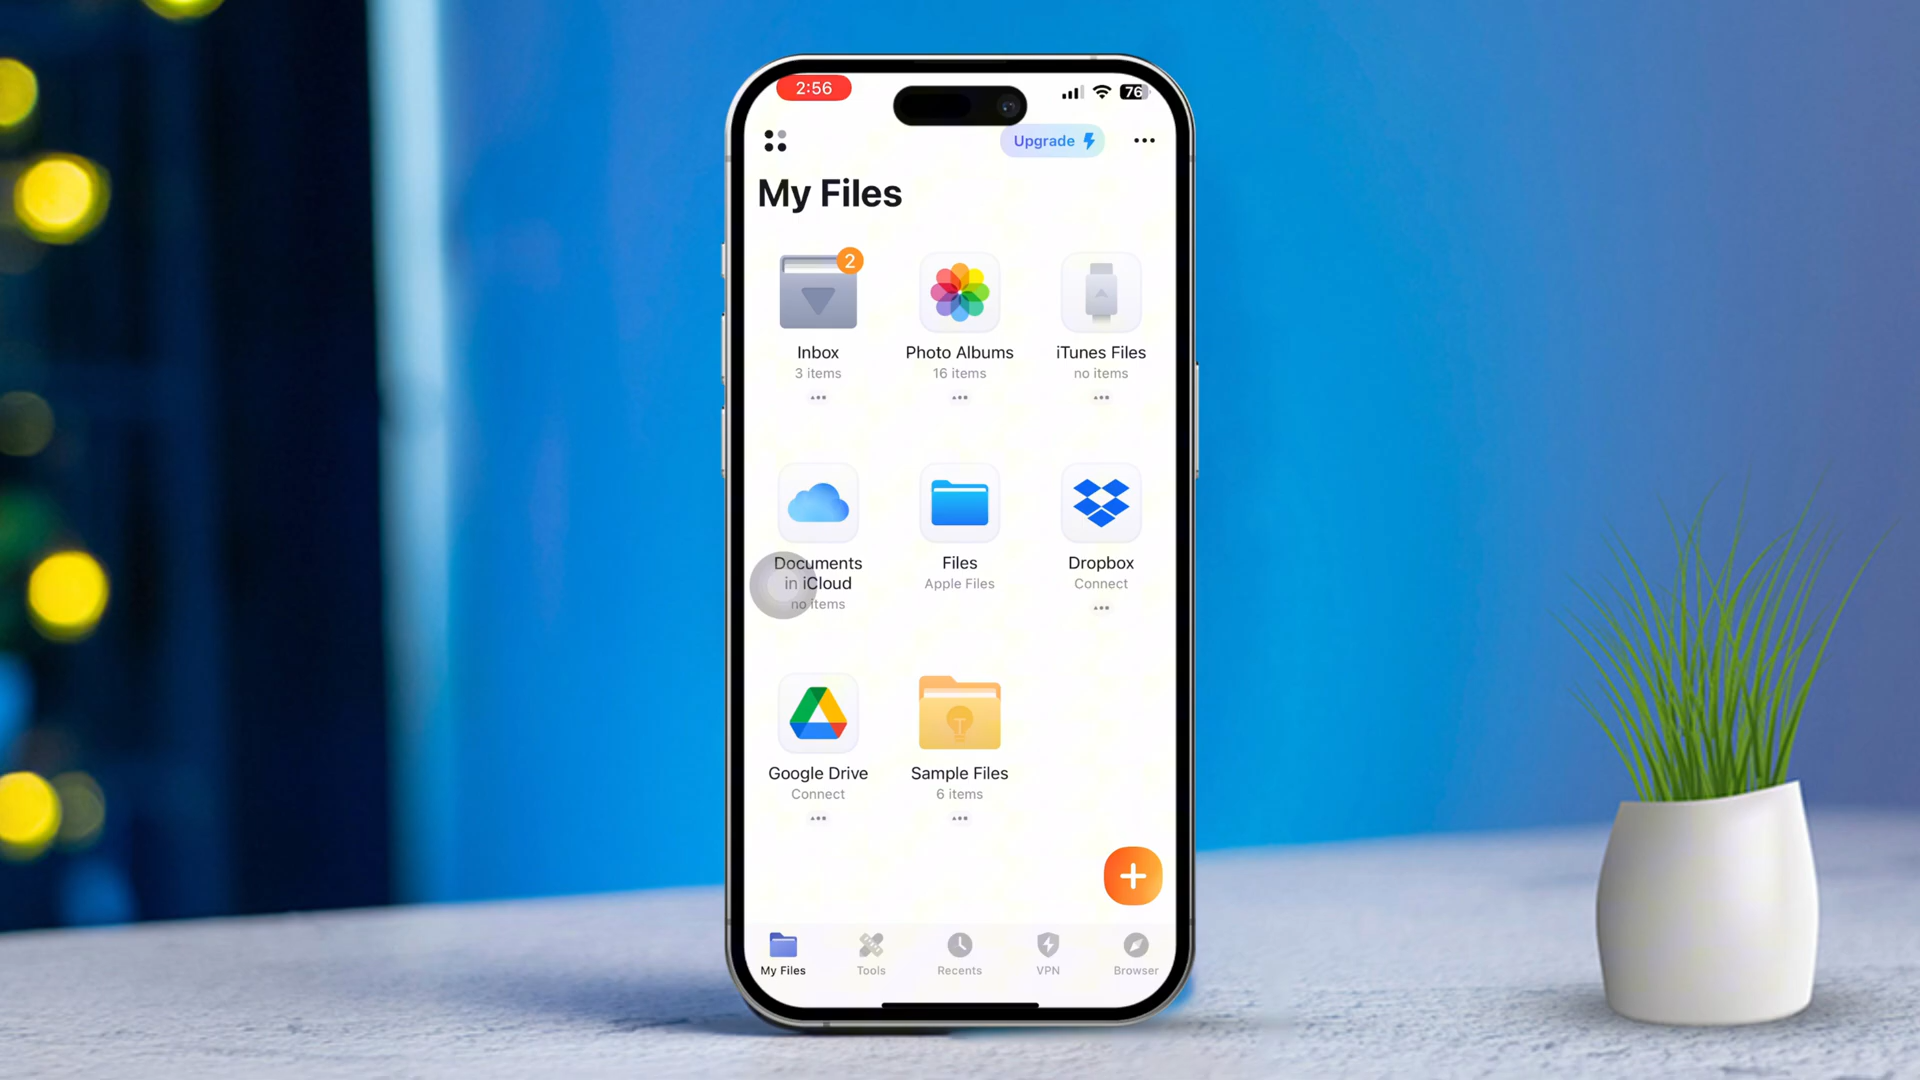 2:56
76
Upgrade
My Files
2
Inbox
3 items
Photo Albums
16 items
iTunes Files
no items
Documents
in iCloud
no items
Files
Apple Files
Dropbox
Connect
Google Drive
Connect
Sample Files
6 items
My Files
Tools
Recents
VPN
Browser